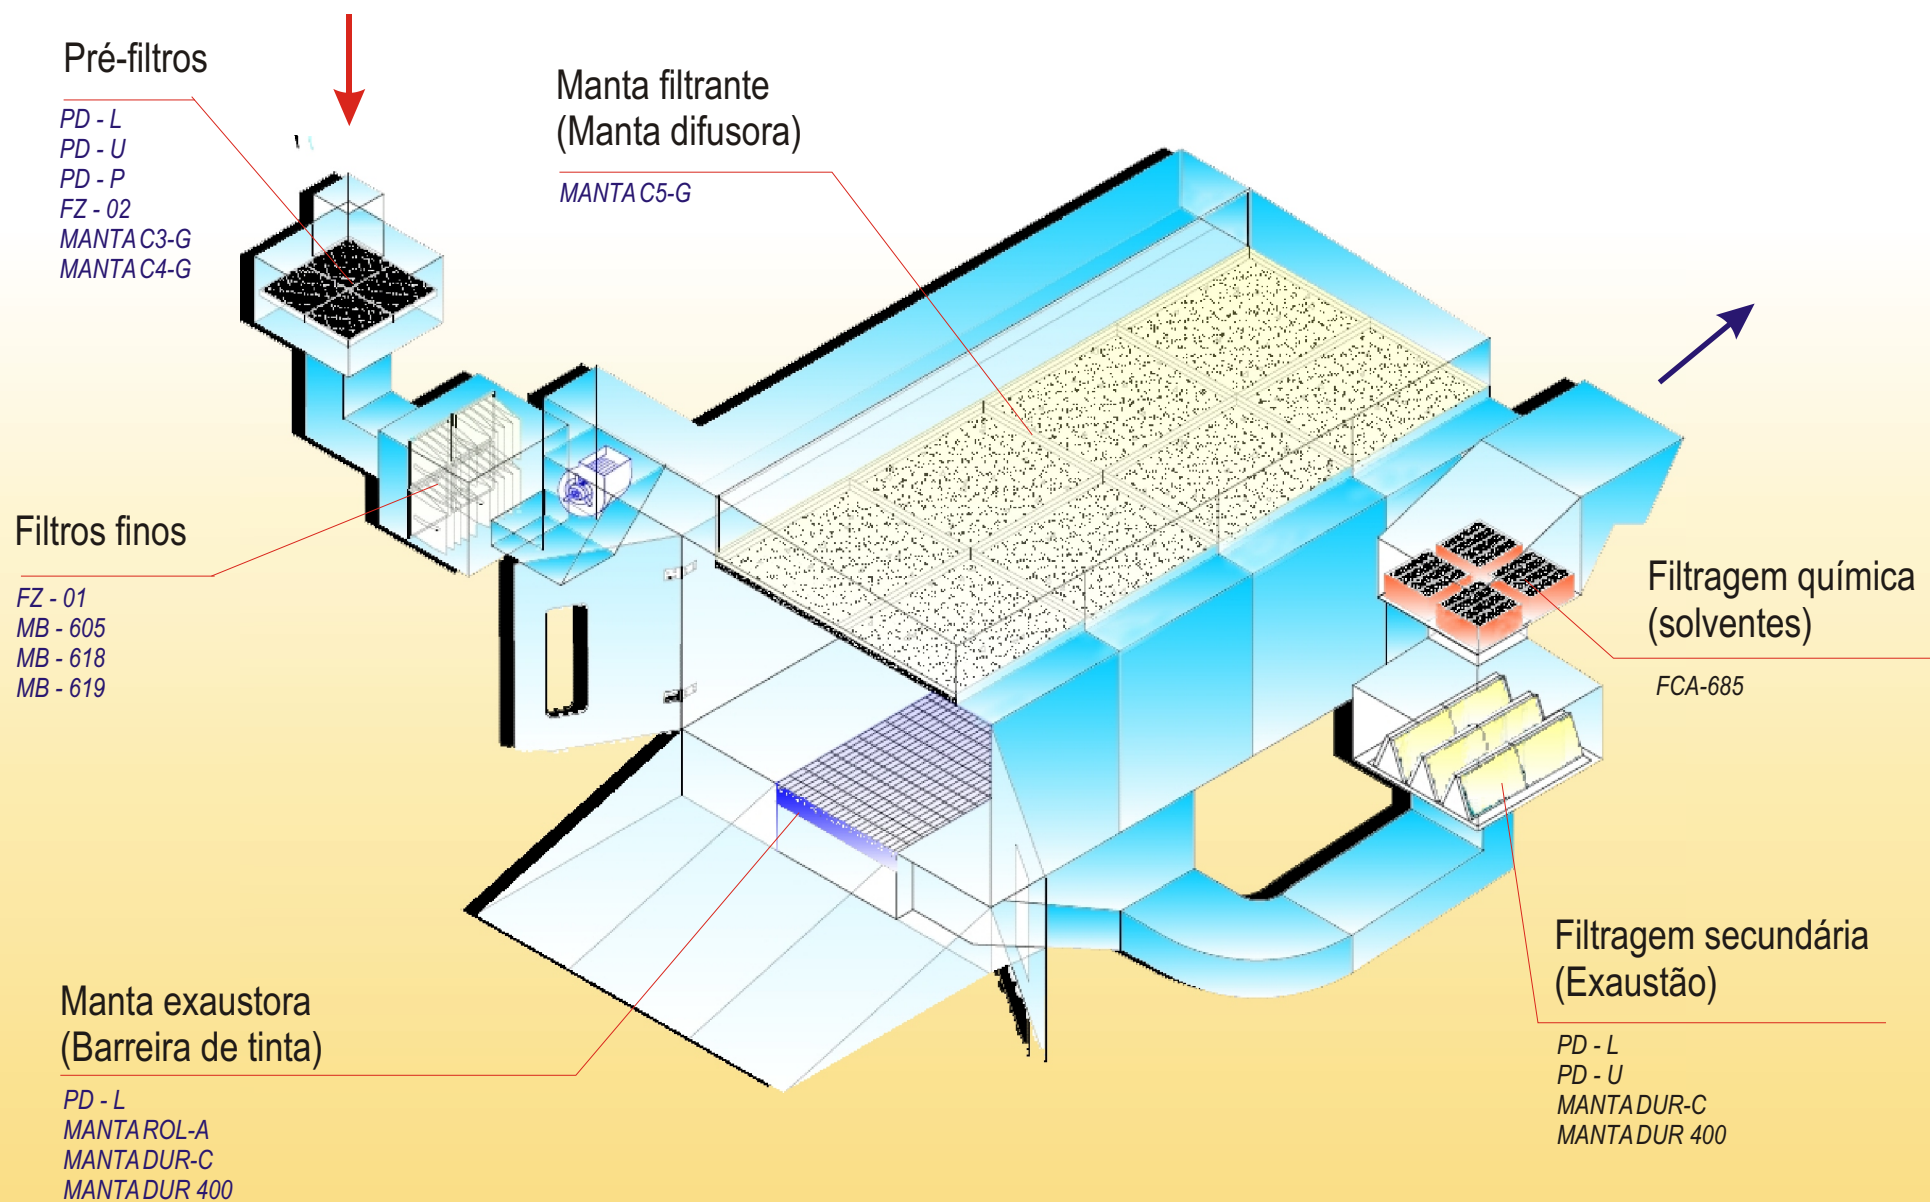 Pré-filtros
PD - L
PD - U
PD - P
FZ - 02
MANTA C3-G
MANTA C4-G
Manta filtrante
(Manta difusora)
MANTA C5-G
Filtros finos
FZ - 01
MB - 605
MB - 618
MB - 619
Filtragem química
(solventes)
FCA-685
Manta exaustora
(Barreira de tinta)
PD - L
MANTA ROL-A
MANTA DUR-C
MANTA DUR 400
Filtragem secundária
(Exaustão)
PD - L
PD - U
MANTA DUR-C
MANTA DUR 400